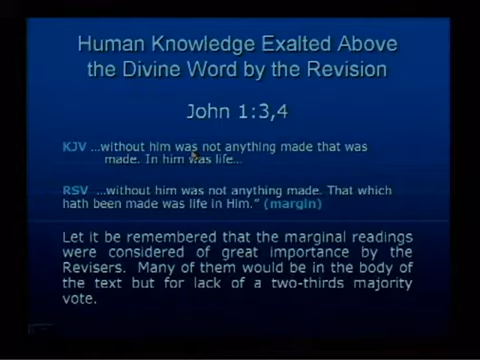 Human Knowledge Exalted Above
the Divine Word by the Revision
John 1:3,4
KJV ...without him was not anything made that was
made. In him was life...
RSV ...without him was not anything made. That which
hath been made was life in Him." (margin)
Let it be remembered that the marginal readings
were considered of great importance by the
Revisers. Many of them would be in the body of
the text but for lack of a two-thirds majority
vote.